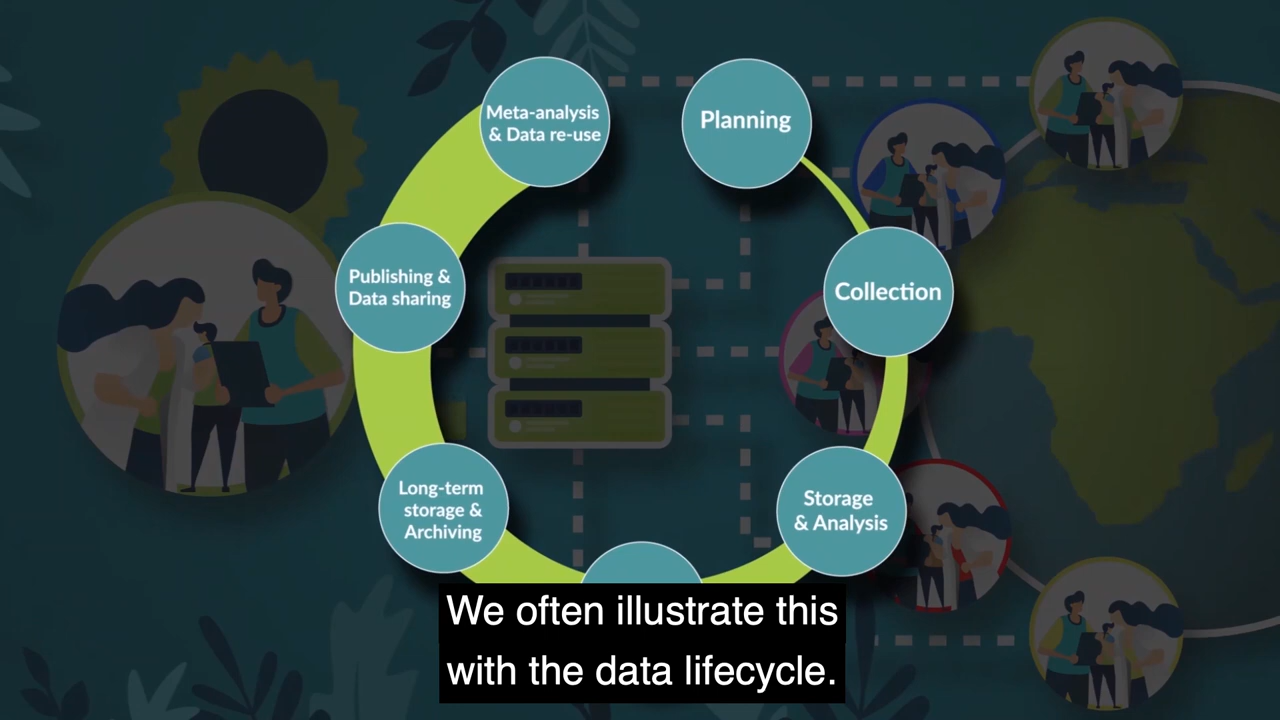 Meta-analysis
& Data re-use
Planning
Publishing &
Data sharing
Collection
Long-term
storage &
Archiving
Storage
& Analysis
We often illustrate this
with the data lifecycle.